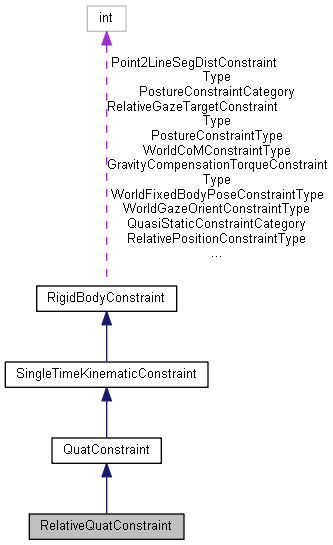 int
Point2LineSegDistConstraint
Type
PostureConstraintCategory
RelativeGazeTargetConstraint
Type
PostureConstraintType
WorldCoMConstraintType
GravityCompensationTorqueConstraint
Type
WorldFixedBodyPoseConstraintType
WorldGazeOrientConstraintType
QuasiStaticConstraintCategory
RelativePositionConstraintType
...
RigidBodyConstraint
SingleTimeKinematicConstraint
QuatConstraint
RelativeQuatConstraint